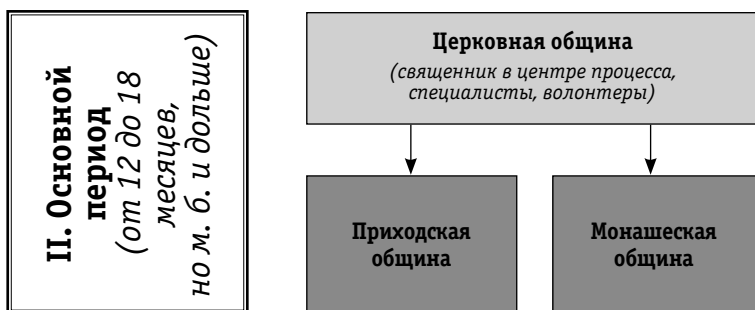 II. Основной
период
(от 12 до 18
месяцев,
но м. б. и дольше)
Церковная община
(священник в центре процесса,
специалисты, волонтеры)
Приходская
община
Монашеская
община